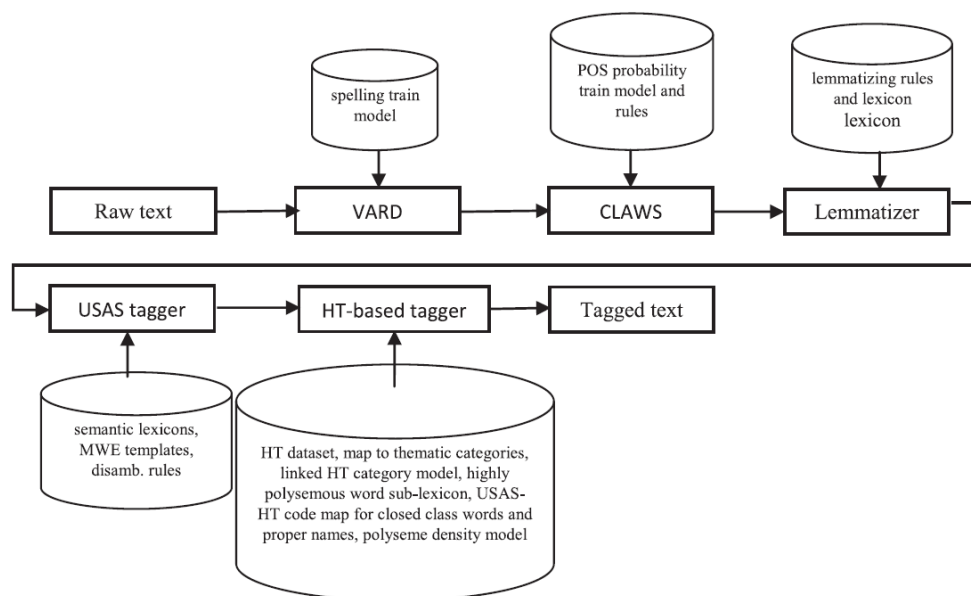 spelling train
model
POS probability
train model and
rules
lemmatizing rules
and lexicon
lexicon
Raw text
VARD
CLAWS
Lemmatizer
USAS tagger
HT-based tagger
Tagged text
semantic lexicons,
MWE templates,
disamb. rules
HT dataset, map to thematic categories,
linked HT category model, highly
polysemous word sub-lexicon, USAS-
HT code map for closed class words and
proper names, polyseme density model